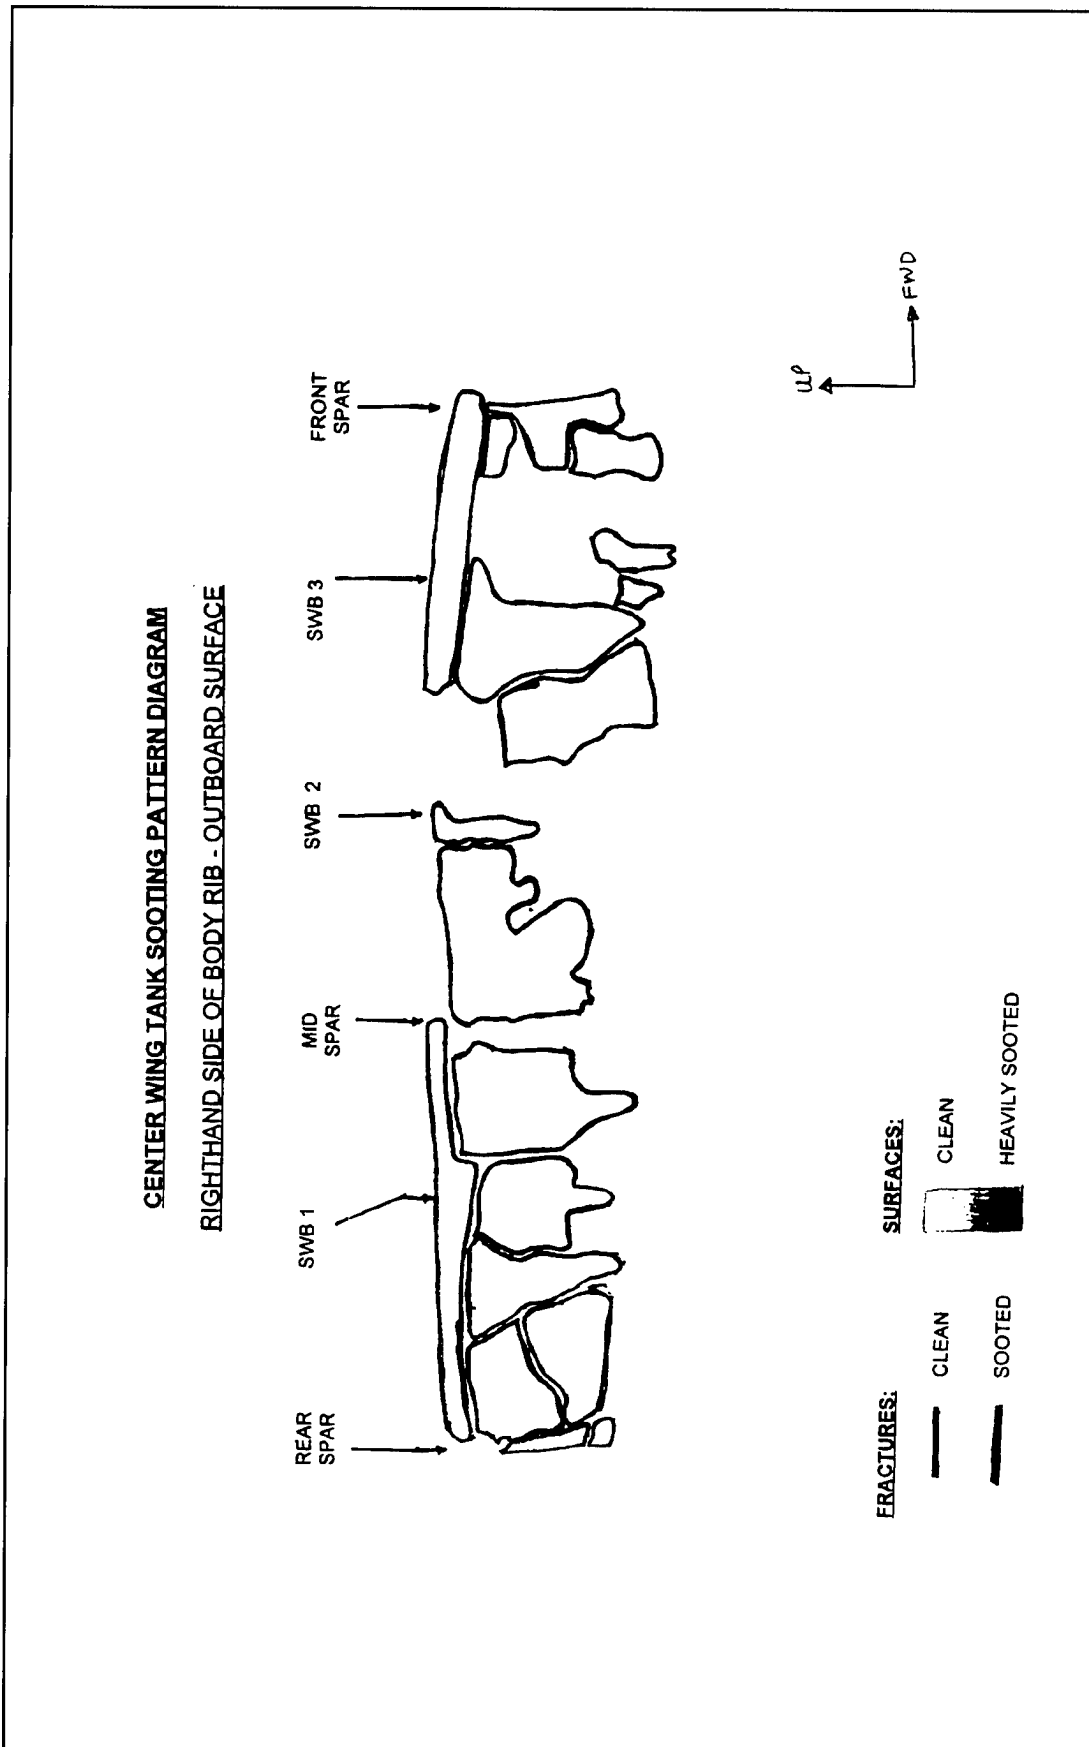 CENTER WING TANK SOOTING PATTERN DIAGRAM
RIGHTHAND SIDE OF BODY RIB - OUTBOARD SURFACE
REAR
SPAR
SWB 1
MID
SPAR
SWB 2
SWB 3
FRONT
SPAR
UP
FWD
FRACTURES:
CLEAN
SOOTED
SURFACES:
CLEAN
HEAVILY SOOTED